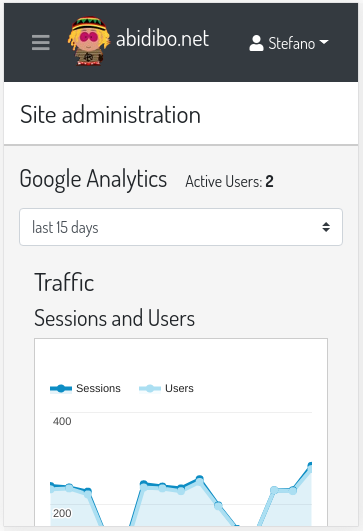 abidibo.net
Stefano
Site administration
Google Analytics Active Users: 2
last 15 days
Traffic
Sessions and Users
Sessions Users
400
200